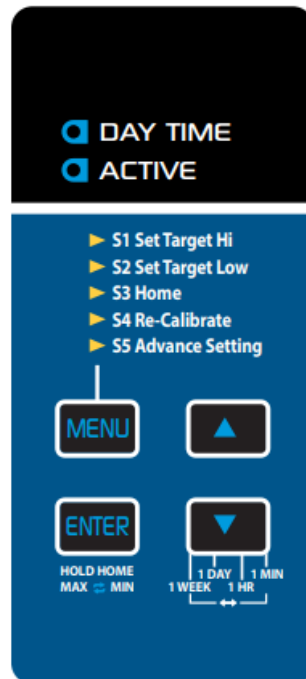 DAY TIME
ACTIVE
S1 Set Target Hi
S2 Set Target Low
S3 Home
S4 Re-Calibrate
S5 Advance Setting
MENU
ENTER
HOLD HOME
MAX MIN
1 DAY 1 MIN
1 WEEK 1 HR